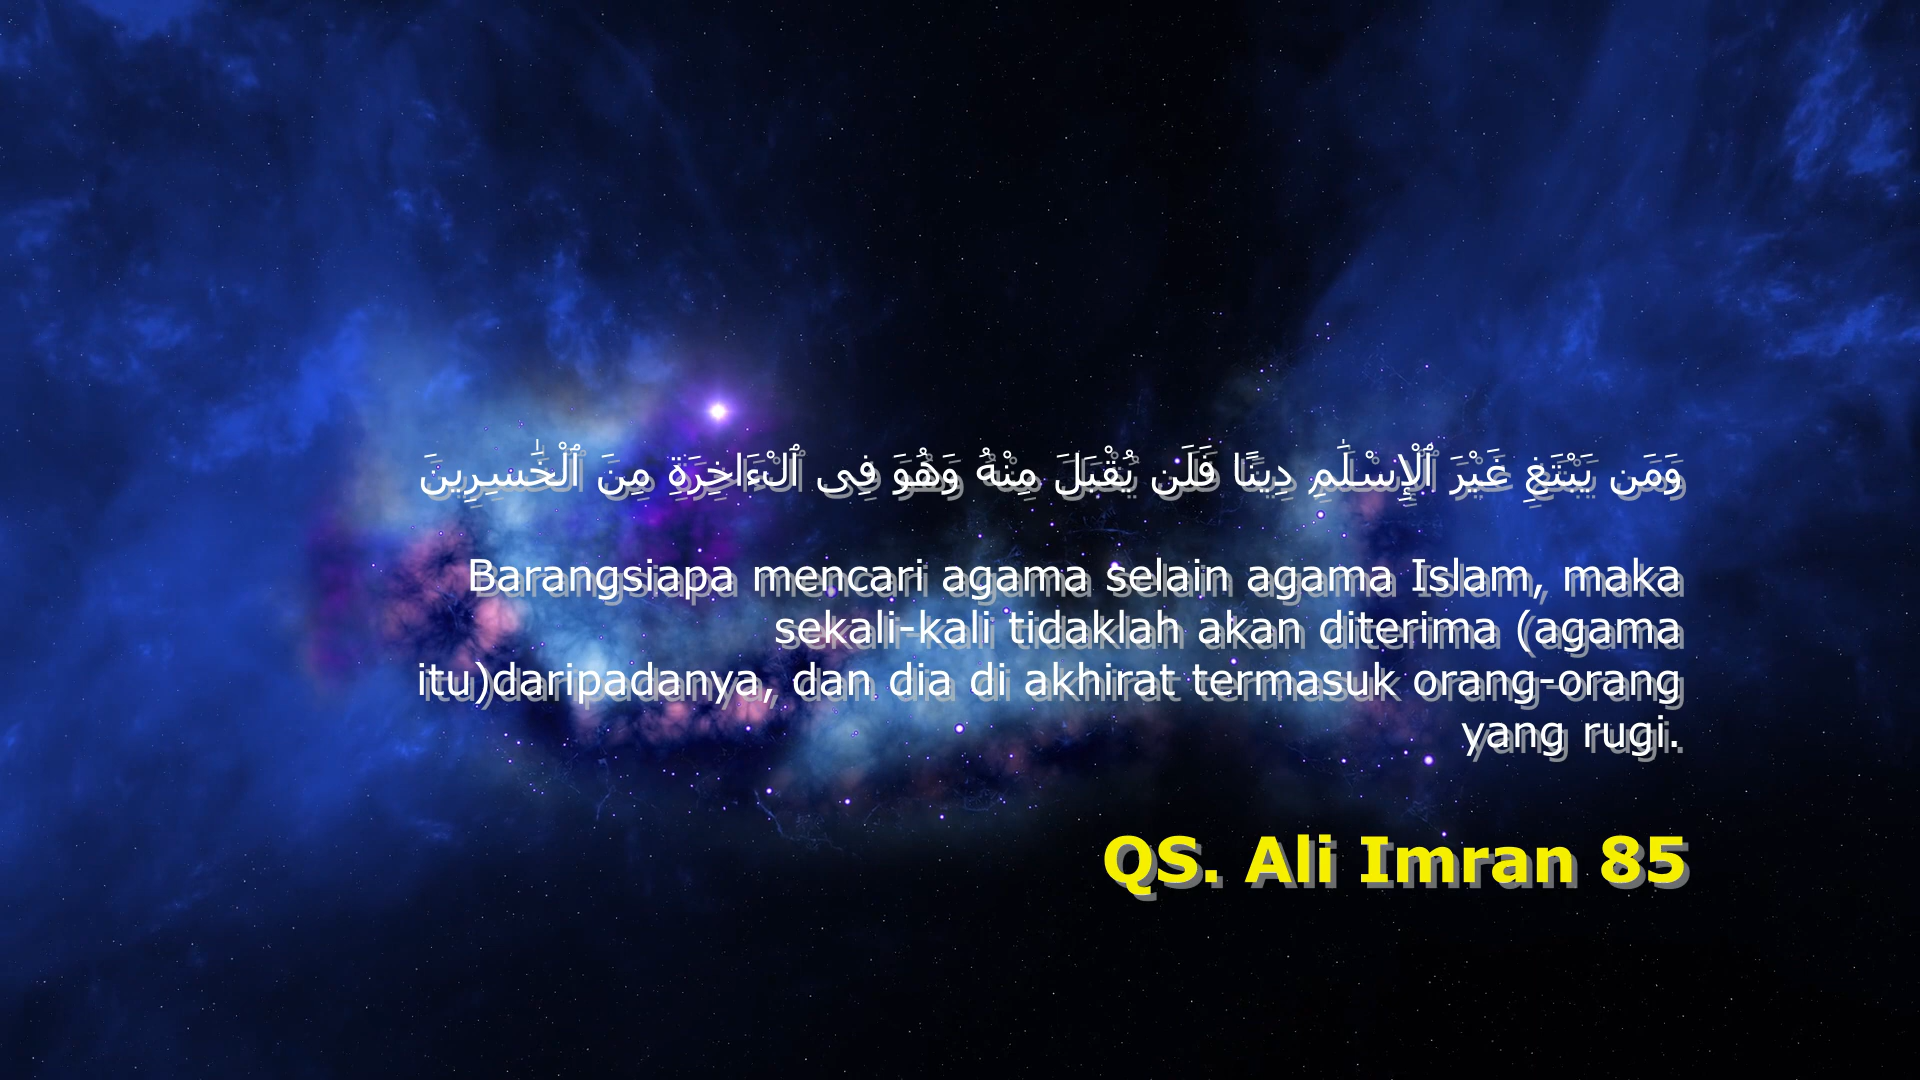 وَمَن يَبْتَغِ غَيْرَ ٱلْإِسْلَٰمِ دِينًا فَلَن يُقْبَلَ مِنْهُ وَهُوَ فِى ٱلْءَاخِرَةِ مِنَ ٱلْخَٰسِرِينَ
Barangsiapa mencari agama selain agama Islam, maka
sekali-kali tidaklah akan diterima (agama
itu)daripadanya, dan dia di akhirat termasuk orang-orang
yang rugi.
QS. Ali Imran 85